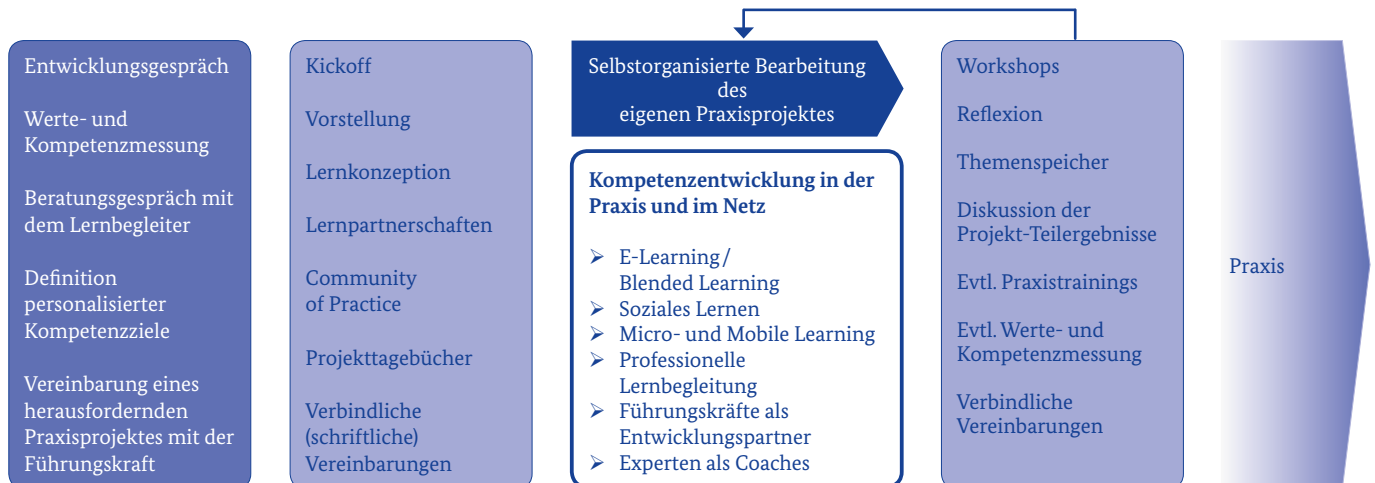 Entwicklungsgespräch
Werte- und
Kompetenzmessung
Beratungsgespräch mit
dem Lernbegleiter
Definition
personalisierter
Kompetenzziele
Vereinbarung eines
herausfordernden
Praxisprojektes mit der
Führungskraft
Kickoff
Vorstellung
Lernkonzeption
Lernpartnerschaften
Community
of Practice
Projekttagebücher
Verbindliche
(schriftliche)
Vereinbarungen
Selbstorganisierte Bearbeitung
des
eigenen Praxisprojektes
Kompetenzentwicklung in der
Praxis und im Netz
➢ E-Learning/
Blended Learning
➢ Soziales Lernen
➢ Micro- und Mobile Learning
➢ Professionelle
Lernbegleitung
➢ Führungskräfte als
Entwicklungspartner
➢ Experten als Coaches
Workshops
Reflexion
Themenspeicher
Diskussion der
Projekt-Teilergebnisse
Evtl. Praxistrainings
Evtl. Werte- und
Kompetenzmessung
Verbindliche
Vereinbarungen
Praxis